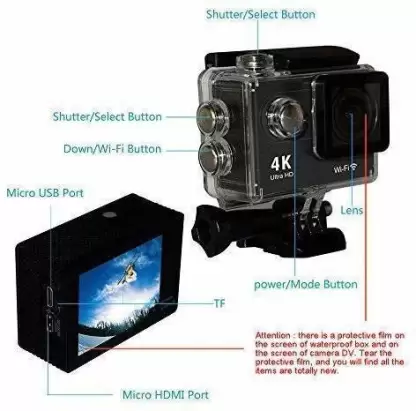 Shutter/Select Button
Shutter/Select Button
Down/Wi-Fi Button
4K
Ultra HD
Wi-Fi
Lens
Micro USB Port
power/Mode Button
TF
Attention : there is a protective film on
the screen of waterproof box and on
the screen of camera DV. Tear the
protective film, and you will find all the
items are totally new.
Micro HDMI Port